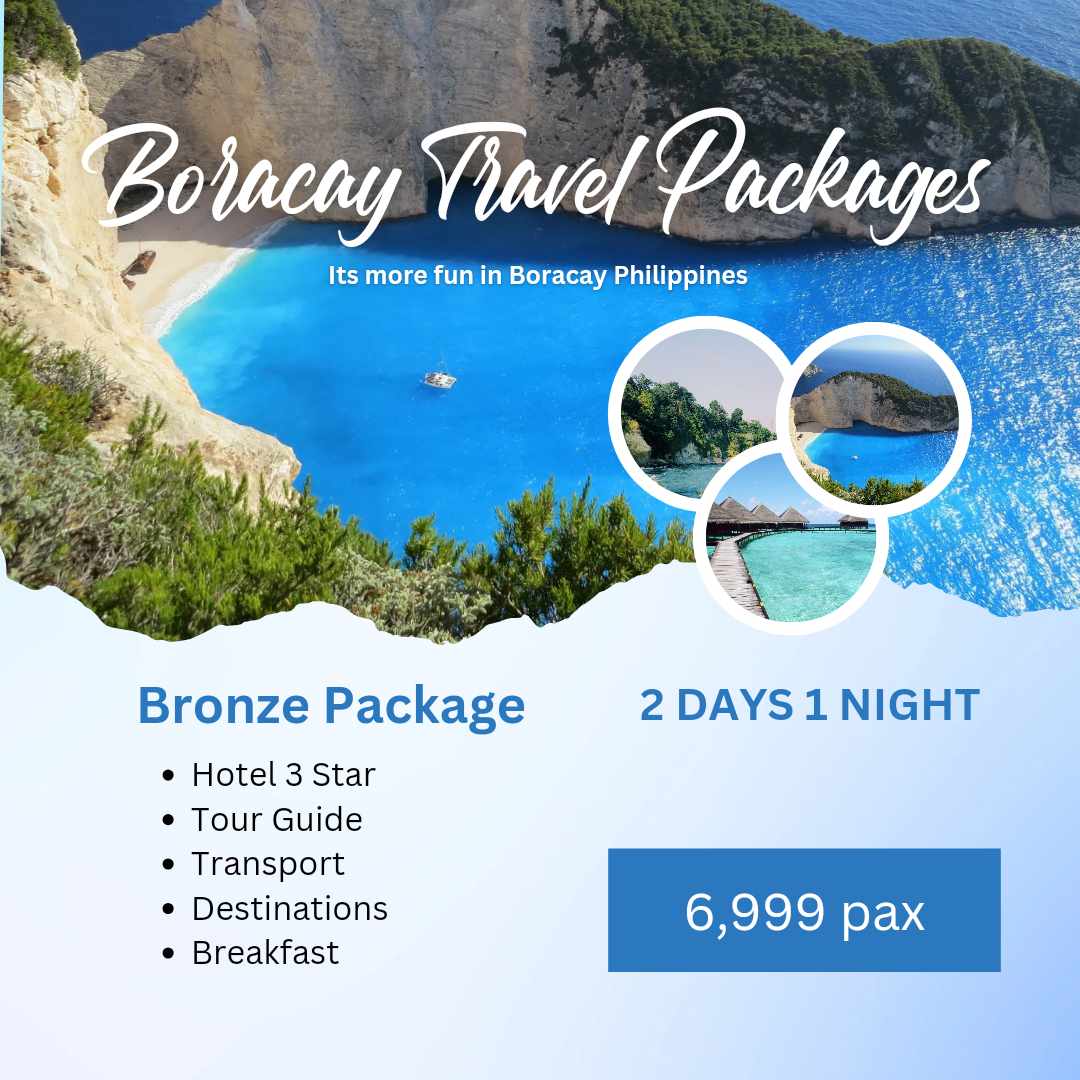 Boracay Travel Packages
Its more fun in Boracay Philippines
Bronze Package
• Hotel 3 Star
• Tour Guide
• Transport
• Destinations
• Breakfast
2 DAYS 1 NIGHT
6,999 pax